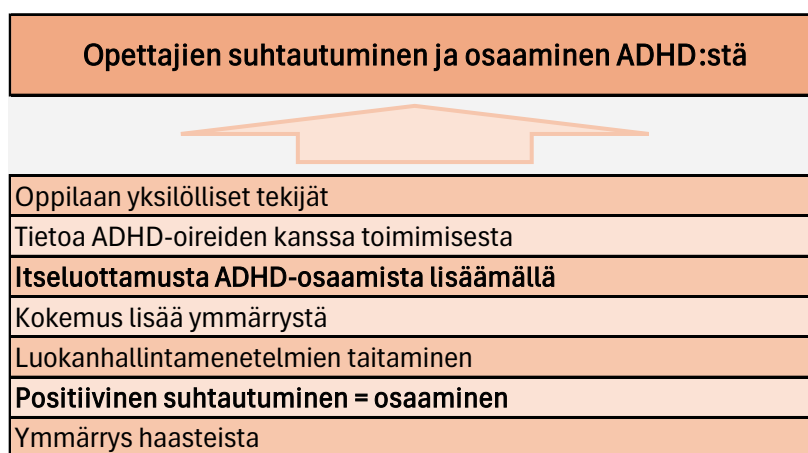 Opettajien suhtautuminen ja osaaminen ADHD:stä
Oppilaan yksilölliset tekijät
Tietoa ADHD-oireiden kanssa toimimisesta
Itseluottamusta ADHD-osaamista lisäämällä
Kokemus lisää ymmärrystä
Luokanhallintamenetelmien taitaminen
Positiivinen suhtautuminen = osaaminen
Ymmärrys haasteista